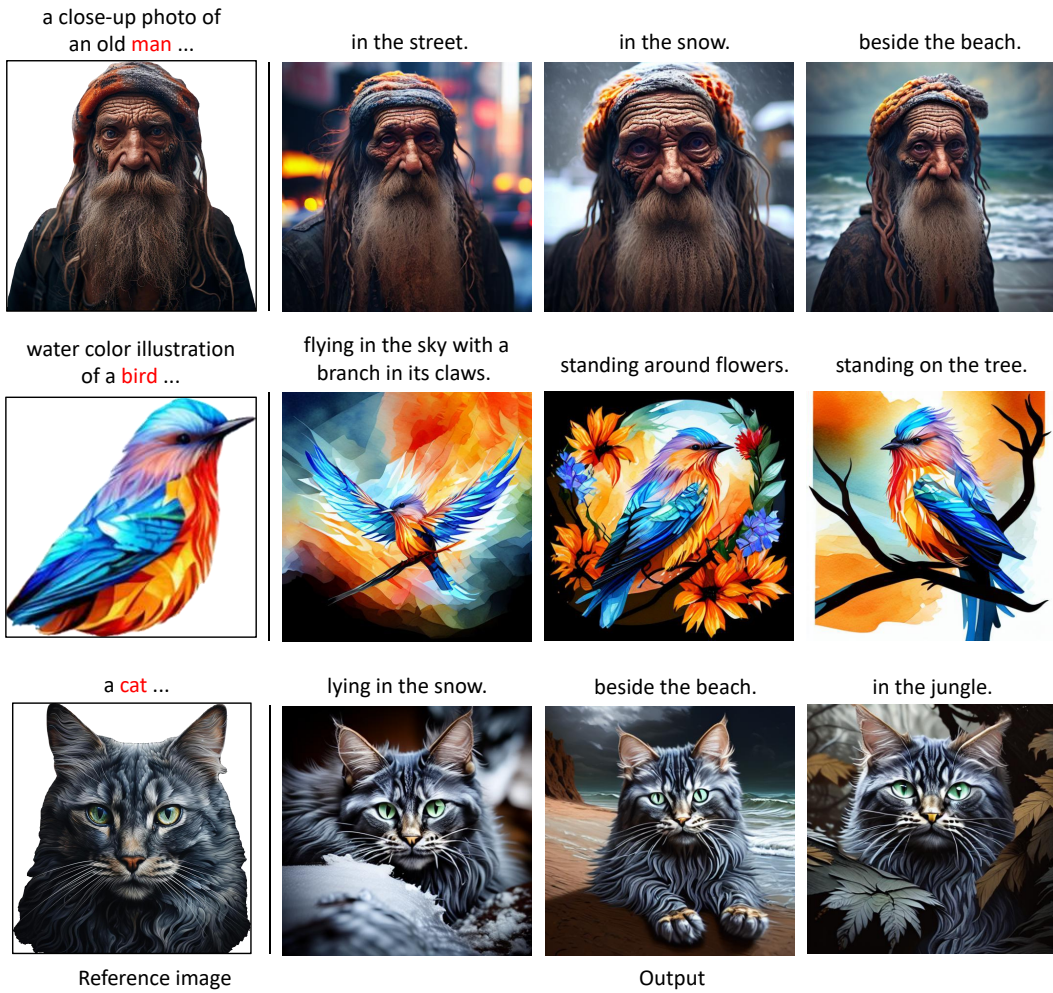 a close-up photo of
an old man ...
in the street.
in the snow.
beside the beach.
water color illustration
of a bird ...
flying in the sky with a
branch in its claws.
standing around flowers.
standing on the tree.
a cat ...
lying in the snow.
beside the beach.
in the jungle.
Reference image
Output